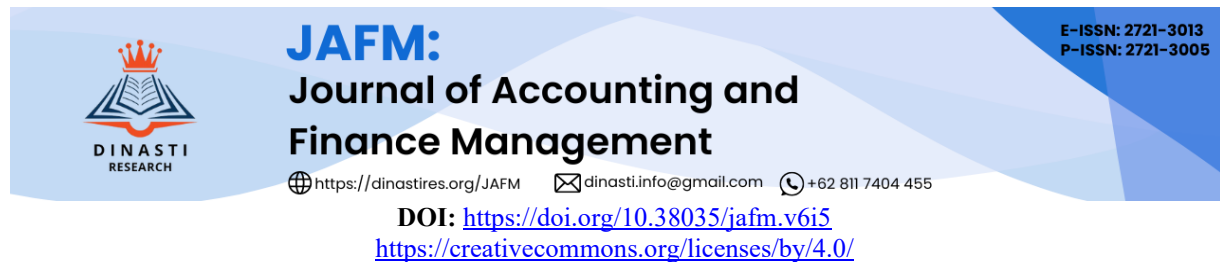 E-ISSN: 2721-3013
P-ISSN: 2721-3005
JAFM:
Journal of Accounting and
Finance Management
DINASTI
RESEARCH
https://dinastires.org/JAFM dinasti.info@gmail.com +62 811 7404 455
DOI: https://doi.org/10.38035/jafm.v6i5
https://creativecommons.org/licenses/by/4.0/